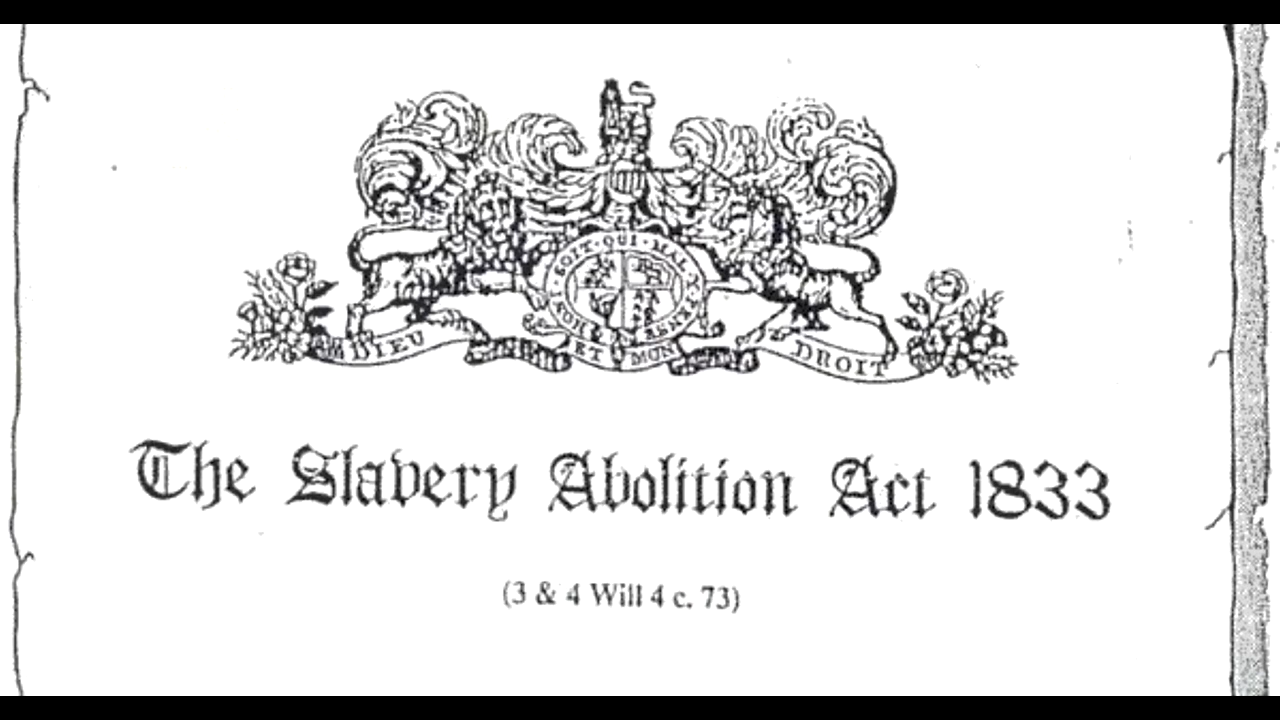 SOIT · QUI · MAL · Y
DIEU ET MON DROIT
The Slavery Abolition Act 1833
(3 & 4 Will 4 c. 73)